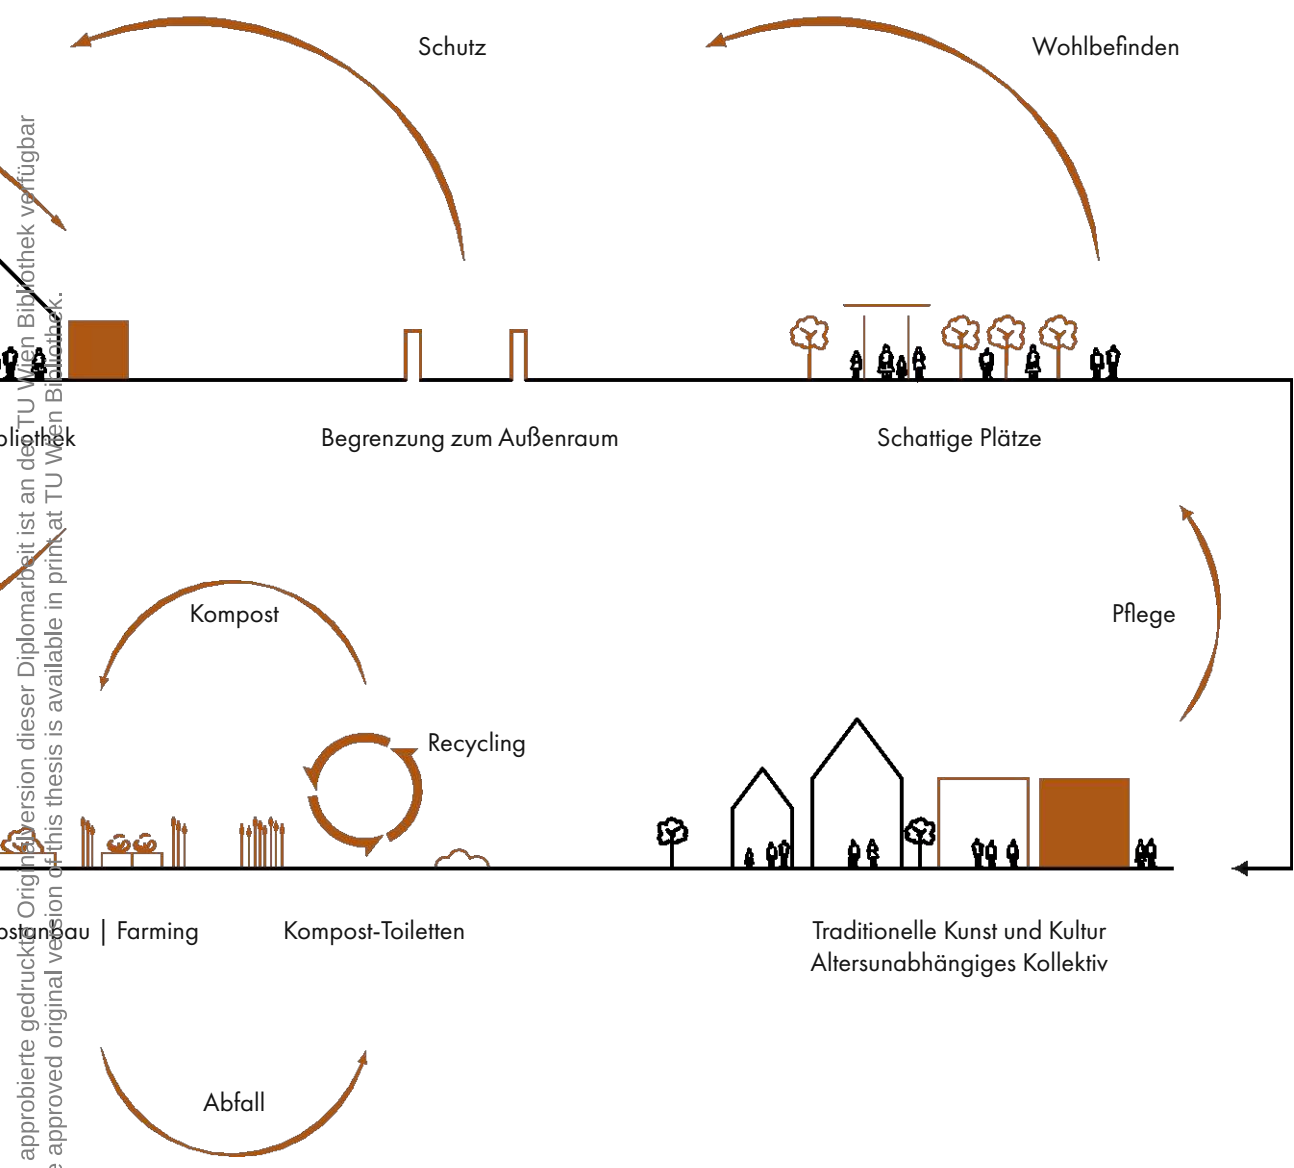 Schutz
Wohlbefinden
bliothek
Begrenzung zum Außenraum
Schattige Plätze
Kompost
Pflege
Recycling
bstanbau | Farming
Kompost-Toiletten
Traditionelle Kunst und Kultur
Altersunabhängiges Kollektiv
Abfall
approbierte gedruckte Originalversion dieser Diplomarbeit ist an der TU Wien Bibliothek verfügbar
e approved original version of this thesis is available in print at TU Wien Bibliothek.